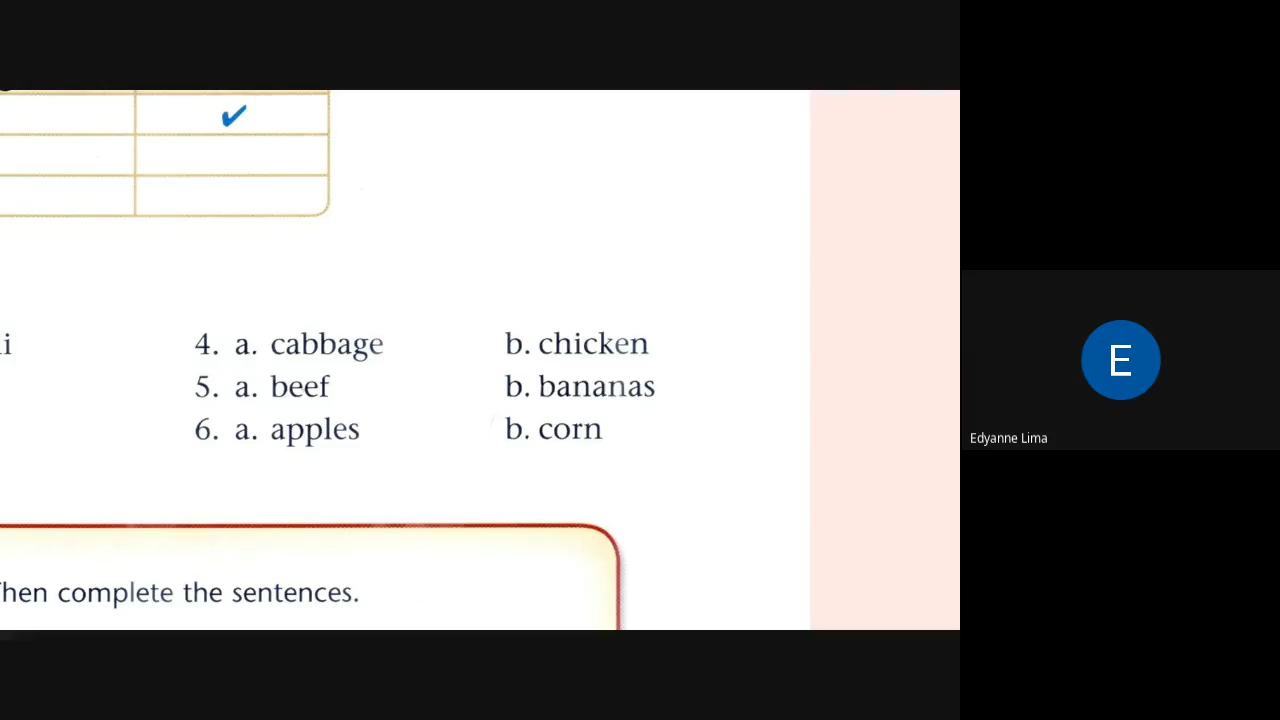 4. a. cabbage b. chicken
5. a. beef b. bananas
6. a. apples b. corn
hen complete the sentences.
E
Edyanne Lima